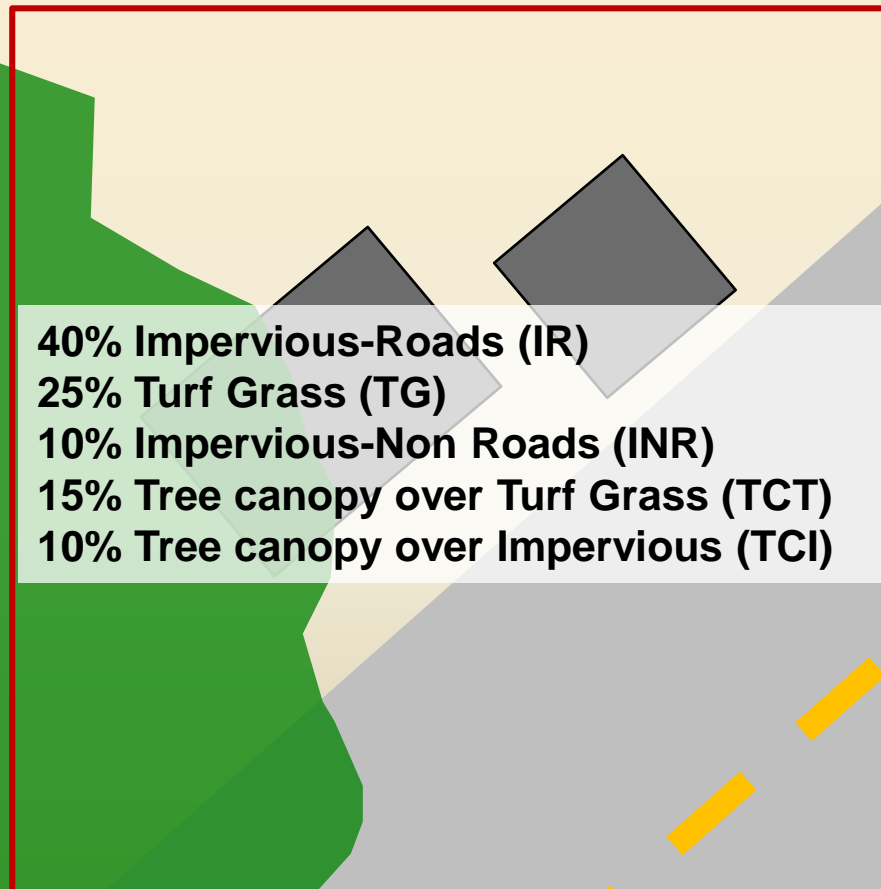 40% Impervious-Roads (IR)
25% Turf Grass (TG)
10% Impervious-Non Roads (INR)
15% Tree canopy over Turf Grass (TCT)
10% Tree canopy over Impervious (TCI)